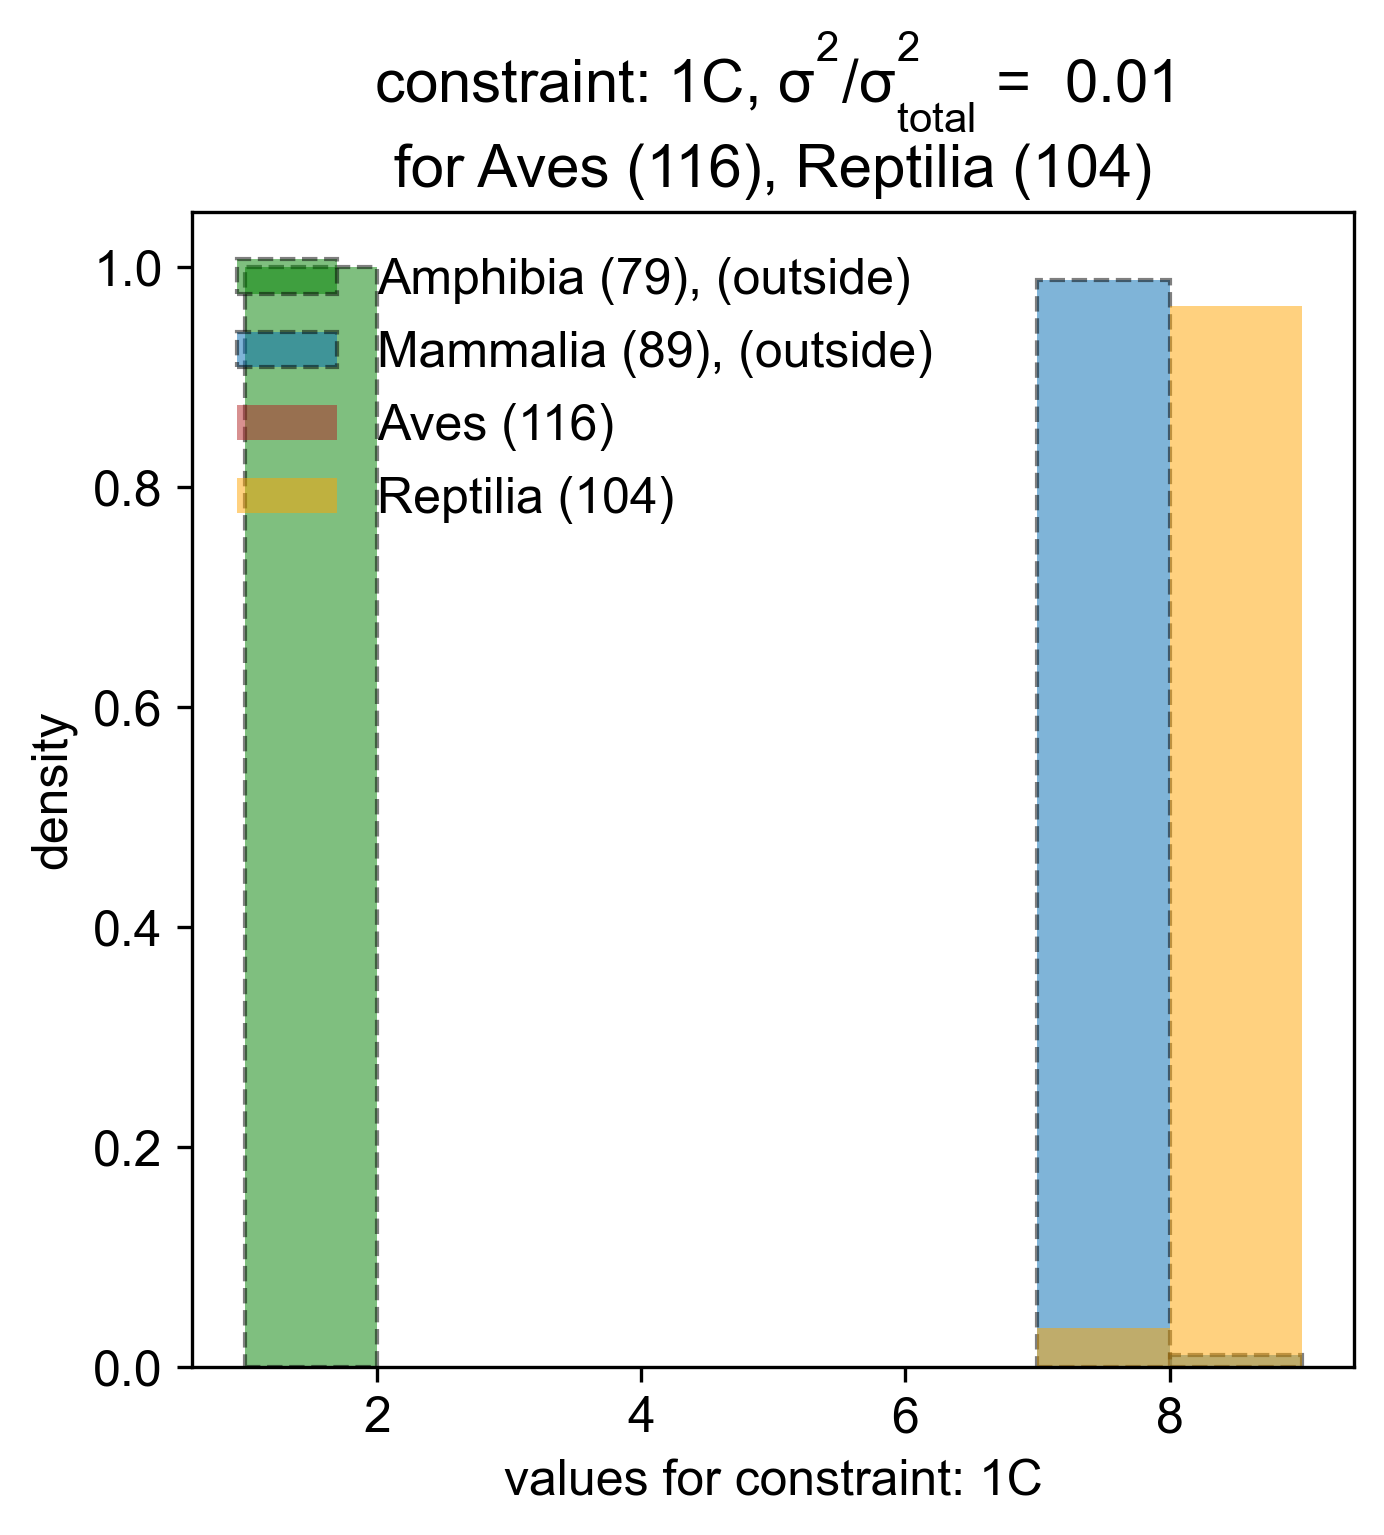 constraint: 1C, σ²/σ²total = 0.01
for Aves (116), Reptilia (104)
Amphibia (79), (outside)
Mammalia (89), (outside)
Aves (116)
Reptilia (104)
1.0
0.8
0.6
0.4
0.2
0.0
density
2 4 6 8
values for constraint: 1C